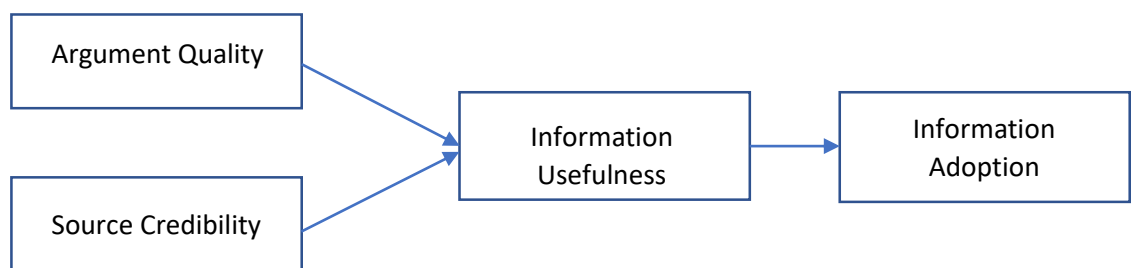 Argument Quality
Source Credibility
Information
Usefulness
Information
Adoption